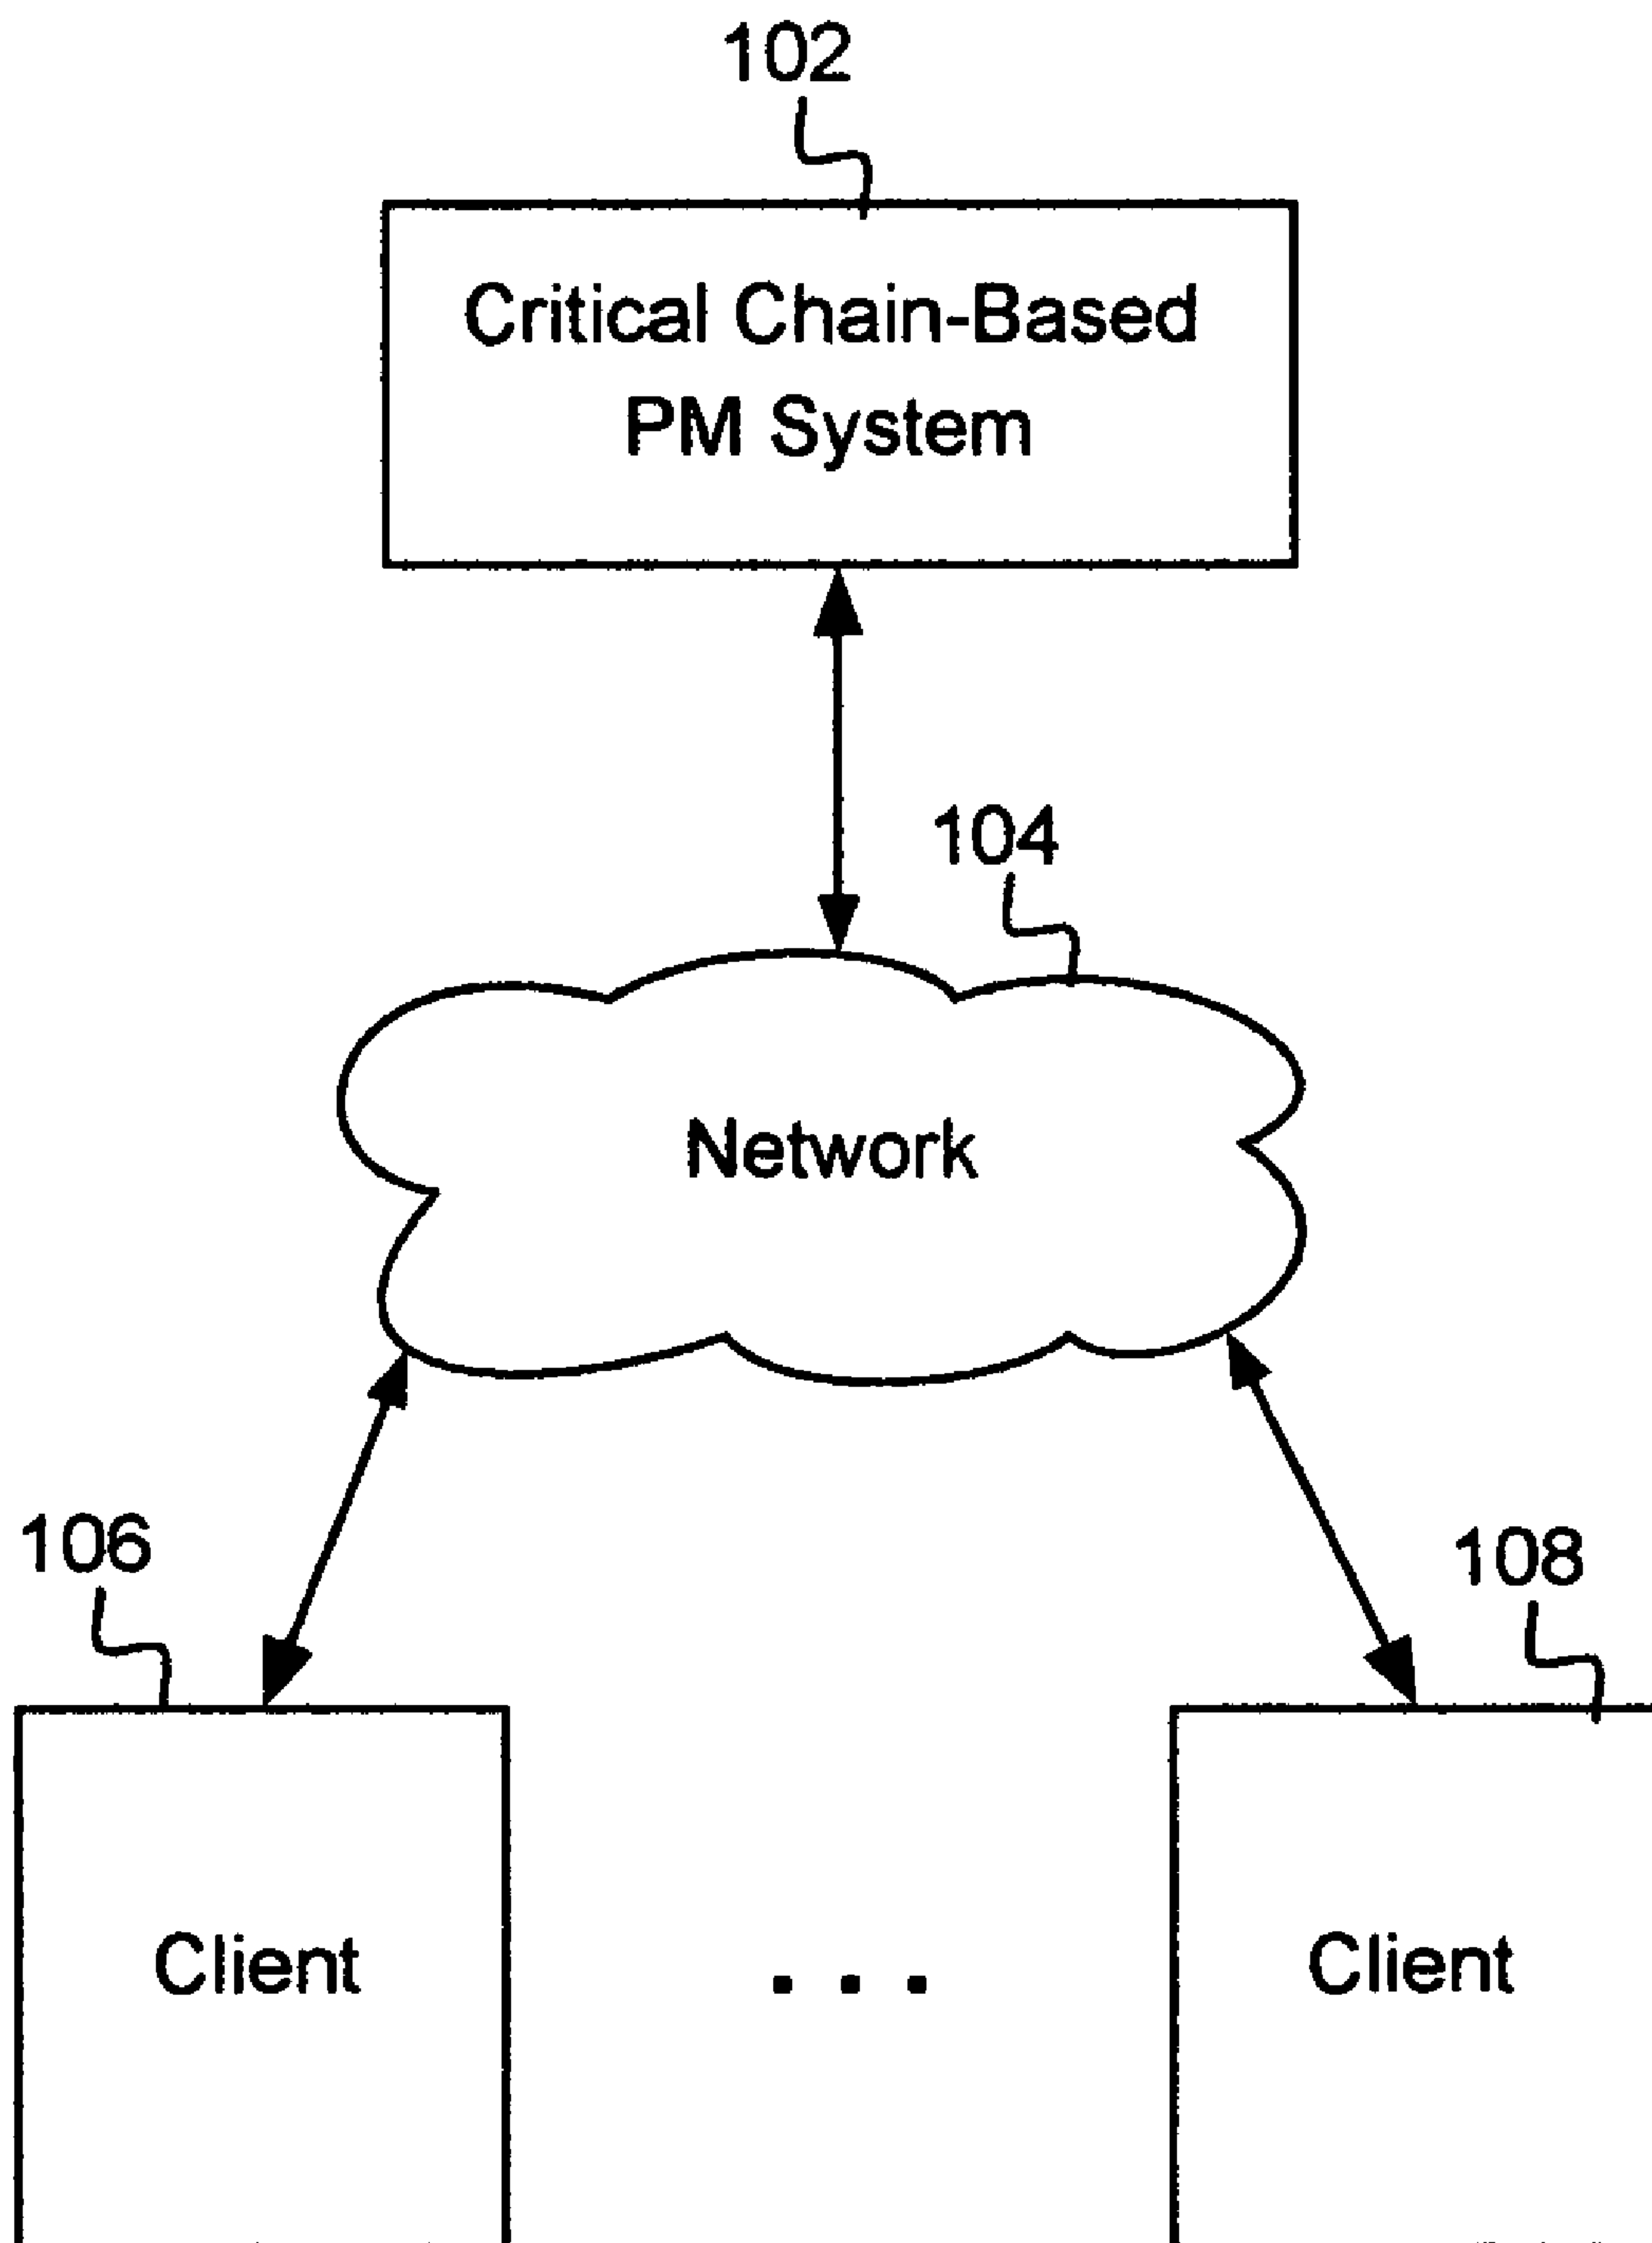 102
Critical Chain-Based
PM System
104
Network
106
108
Client
. . .
Client